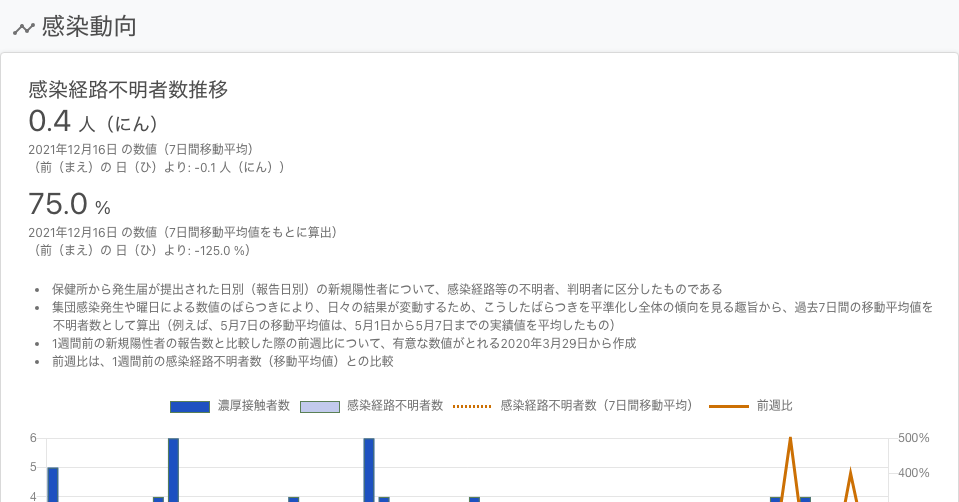 感染動向
感染経路不明者数推移
0.4 人（にん）
2021年12月16日 の数値（7日間移動平均）
（前（まえ）の 日（ひ）より: -0.1 人（にん））
75.0 %
2021年12月16日 の数値（7日間移動平均値をもとに算出）
（前（まえ）の 日（ひ）より: -125.0 %）
• 保健所から発生届が提出された日別（報告日別）の新規陽性者について、感染経路等の不明者、判明者に区分したものである
• 集団感染発生や曜日による数値のばらつきにより、日々の結果が変動するため、こうしたばらつきを平準化し全体の傾向を見る趣旨から、過去7日間の移動平均値を
不明者数として算出（例えば、5月7日の移動平均値は、5月1日から5月7日までの実績値を平均したもの）
• 1週間前の新規陽性者の報告数と比較した際の前週比について、有意な数値がとれる2020年3月29日から作成
• 前週比は、1週間前の感染経路不明者数（移動平均値）との比較
濃厚接触者数 感染経路不明者数 感染経路不明者数（7日間移動平均） 前週比
6 500%
5 400%
4